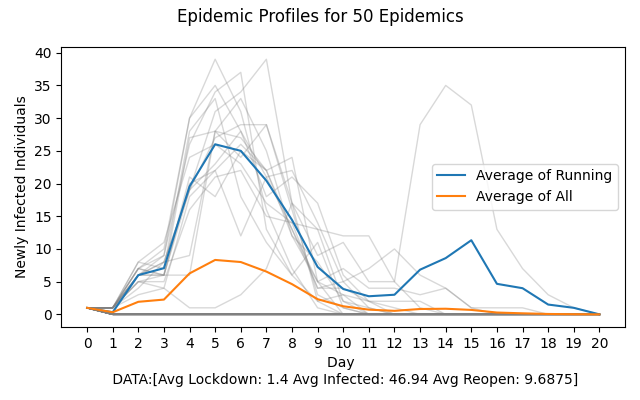 Epidemic Profiles for 50 Epidemics
Newly Infected Individuals
40
35
30
25
20
15
10
5
0
Average of Running
Average of All
0 1 2 3 4 5 6 7 8 9 10 11 12 13 14 15 16 17 18 19 20
Day
DATA:[Avg Lockdown: 1.4 Avg Infected: 46.94 Avg Reopen: 9.6875]